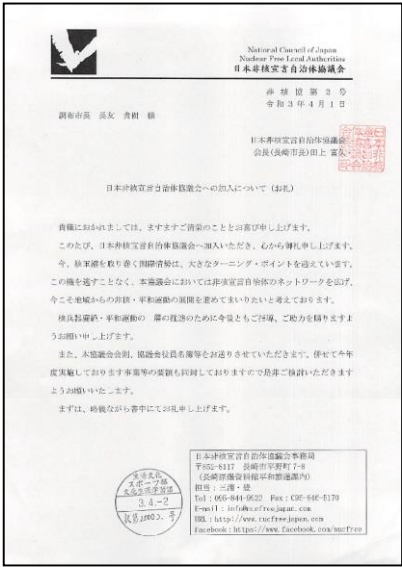 National Council of Japan
Nuclear Free Local Authorities
日本非核宣言自治体協議会
非核協第2号
令和3年4月1日
調布市長 長友 貴樹 様
日本非核宣言自治体協議会
会長(長崎市長)田上 富久
日本非核宣言自治体協議会への加入について(お礼)
貴職におかれましては、ますますご清栄のこととお喜び申し上げます。
このたび、日本非核宣言自治体協議会へ加入いただき、心から御礼申し上げます。
今、核軍縮を取り巻く国際情勢は、大きなターニング・ポイントを迎えています。
この機を逃すことなく、本協議会においては非核宣言自治体のネットワークを広げ、
今こそ地域からの非核・平和運動の展開を進めてまいりたいと考えております。
核兵器廃絶・平和運動の一層の推進のために今後ともご指導、ご助力を賜りますよ
うお願い申し上げます。
また、本協議会会則、協議会役員名簿等をお送りさせていただきます。併せて今年
度実施しております事業等の要領も同封しておりますので是非ご検討いただきます
ようお願いいたします。
まずは、略儀ながら書中にてお礼申し上げます。
スポーツ部
3.4.-2
号
日本非核宣言自治体協議会事務局
〒852-8117 長崎市平野町7-8
(長崎原爆資料館平和推進課内)
担当:三浦・豊
Tel:095-844-9922 Fax:095-846-5170
E-mail:info@nucfreejapan.com
URL:http://www.nucfreejapan.com
Facebook:https://www.facebook.com/nucfree